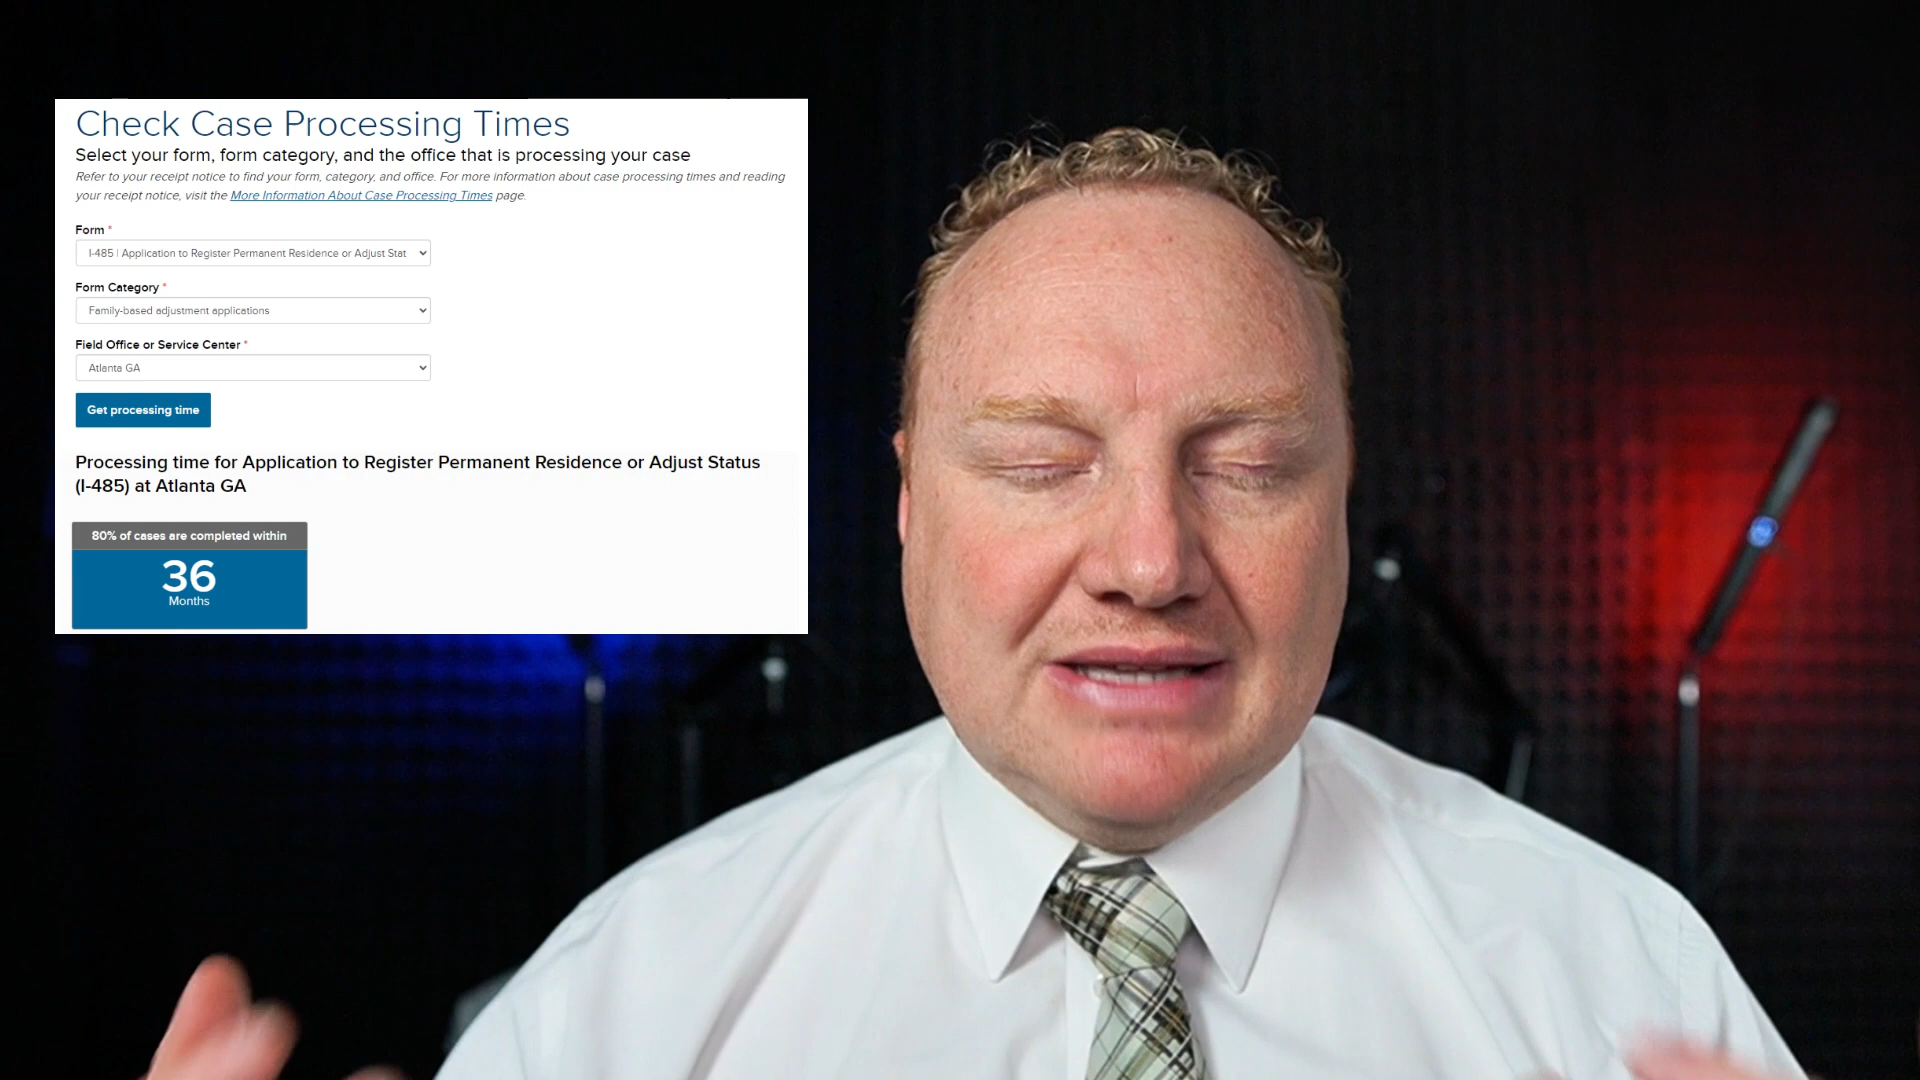 Check Case Processing Times
Select your form, form category, and the office that is processing your case
Refer to your receipt notice to find your form, category, and office. For more information about case processing times and reading
your receipt notice, visit the More Information About Case Processing Times page.
Form *
I-485 | Application to Register Permanent Residence or Adjust Stat
Form Category *
Family-based adjustment applications
Field Office or Service Center *
Atlanta GA
Get processing time
Processing time for Application to Register Permanent Residence or Adjust Status
(I-485) at Atlanta GA
80% of cases are completed within
36
Months